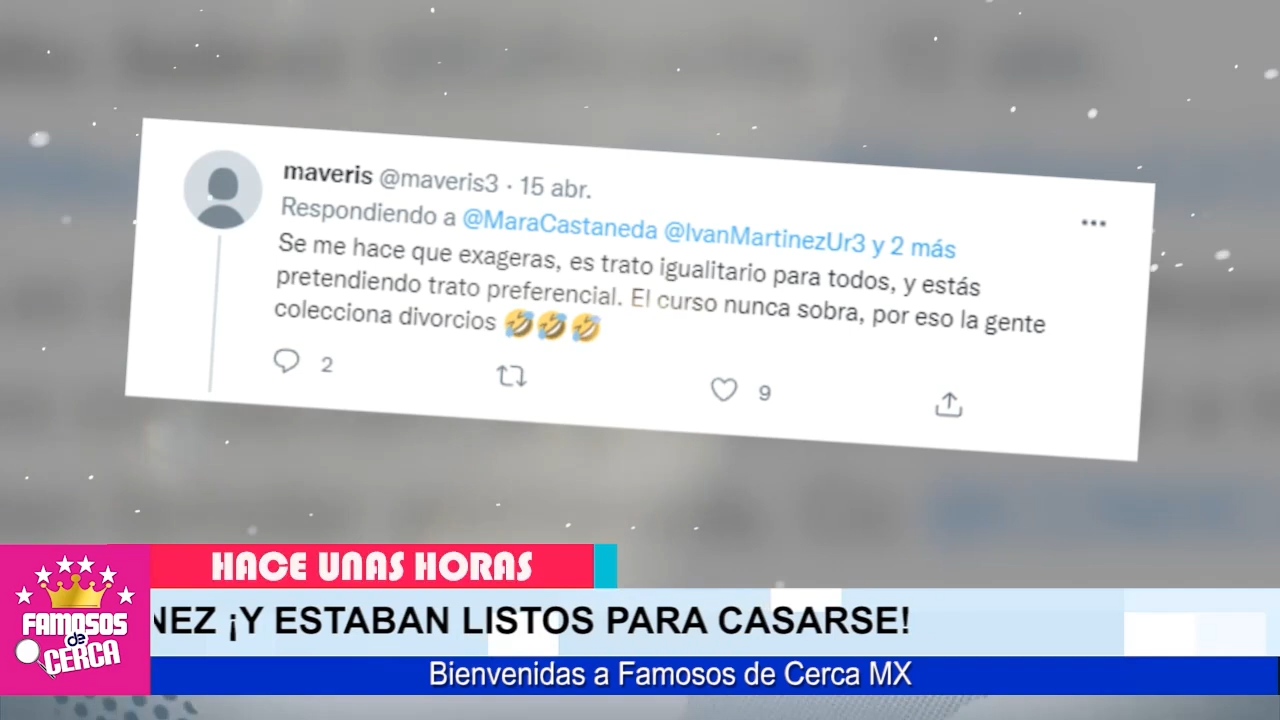 maveris @maveris3 · 15 abr.
Respondiendo a @MaraCastaneda @IvanMartinezUr3 y 2 más
Se me hace que exageras, es trato igualitario para todos, y estás
pretendiendo trato preferencial. El curso nunca sobra, por eso la gente
colecciona divorcios 🤣🤣🤣
2
9
HACE UNAS HORAS
NEZ ¡Y ESTABAN LISTOS PARA CASARSE!
FAMOSOS
de
CERCA
Bienvenidas a Famosos de Cerca MX